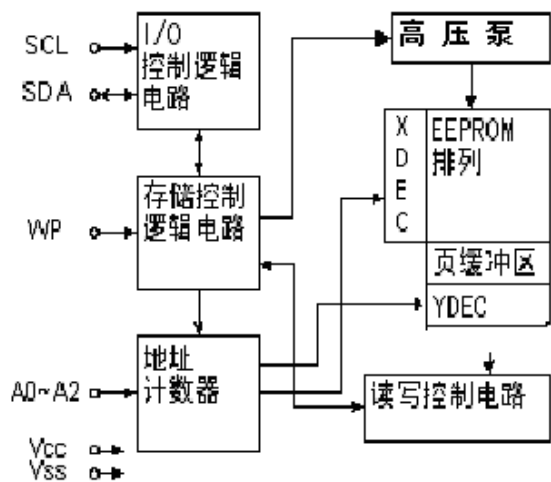 SCL
SDA
I/O
控制逻辑
电路
高压泵
X
D
E
C
EEPROM
排列
WP
存储控制
逻辑电路
页缓冲区
YDEC
A0~A2
地址
计数器
读写控制电路
Vcc
Vss